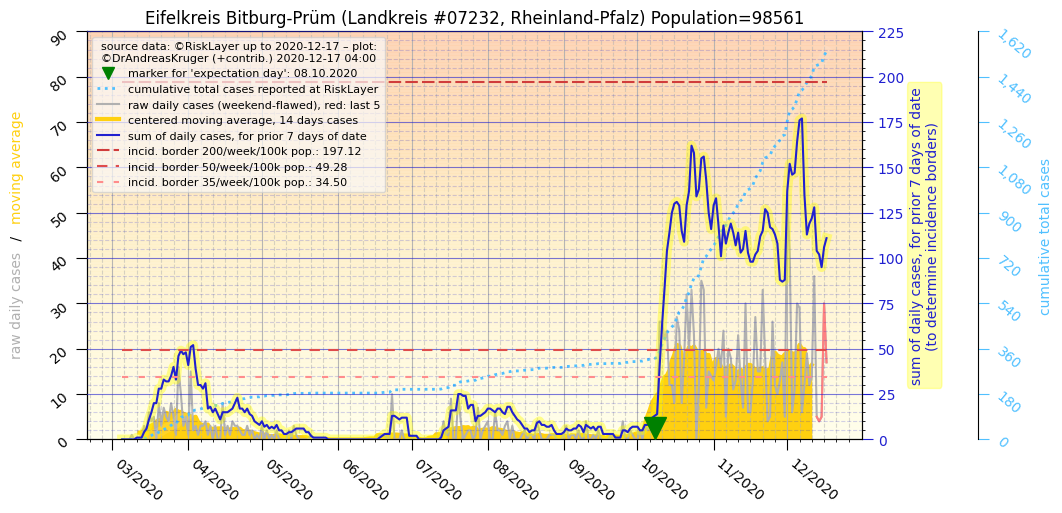 Eifelkreis Bitburg-Prüm (Landkreis #07232, Rheinland-Pfalz) Population=98561
source data: ©RiskLayer up to 2020-12-17 – plot:
©DrAndreasKruger (+contrib.) 2020-12-17 04:00
marker for 'expectation day': 08.10.2020
cumulative total cases reported at RiskLayer
raw daily cases (weekend-flawed), red: last 5
centered moving average, 14 days cases
sum of daily cases, for prior 7 days of date
incid. border 200/week/100k pop.: 197.12
incid. border 50/week/100k pop.: 49.28
incid. border 35/week/100k pop.: 34.50
raw daily cases / moving average
90
80
70
60
50
40
30
20
10
0
03/2020
04/2020
05/2020
06/2020
07/2020
08/2020
09/2020
10/2020
11/2020
12/2020
225
200
175
150
125
100
75
50
25
0
sum of daily cases, for prior 7 days of date
(to determine incidence borders)
1,620
1,440
1,260
1,080
900
720
540
360
180
0
cumulative total cases